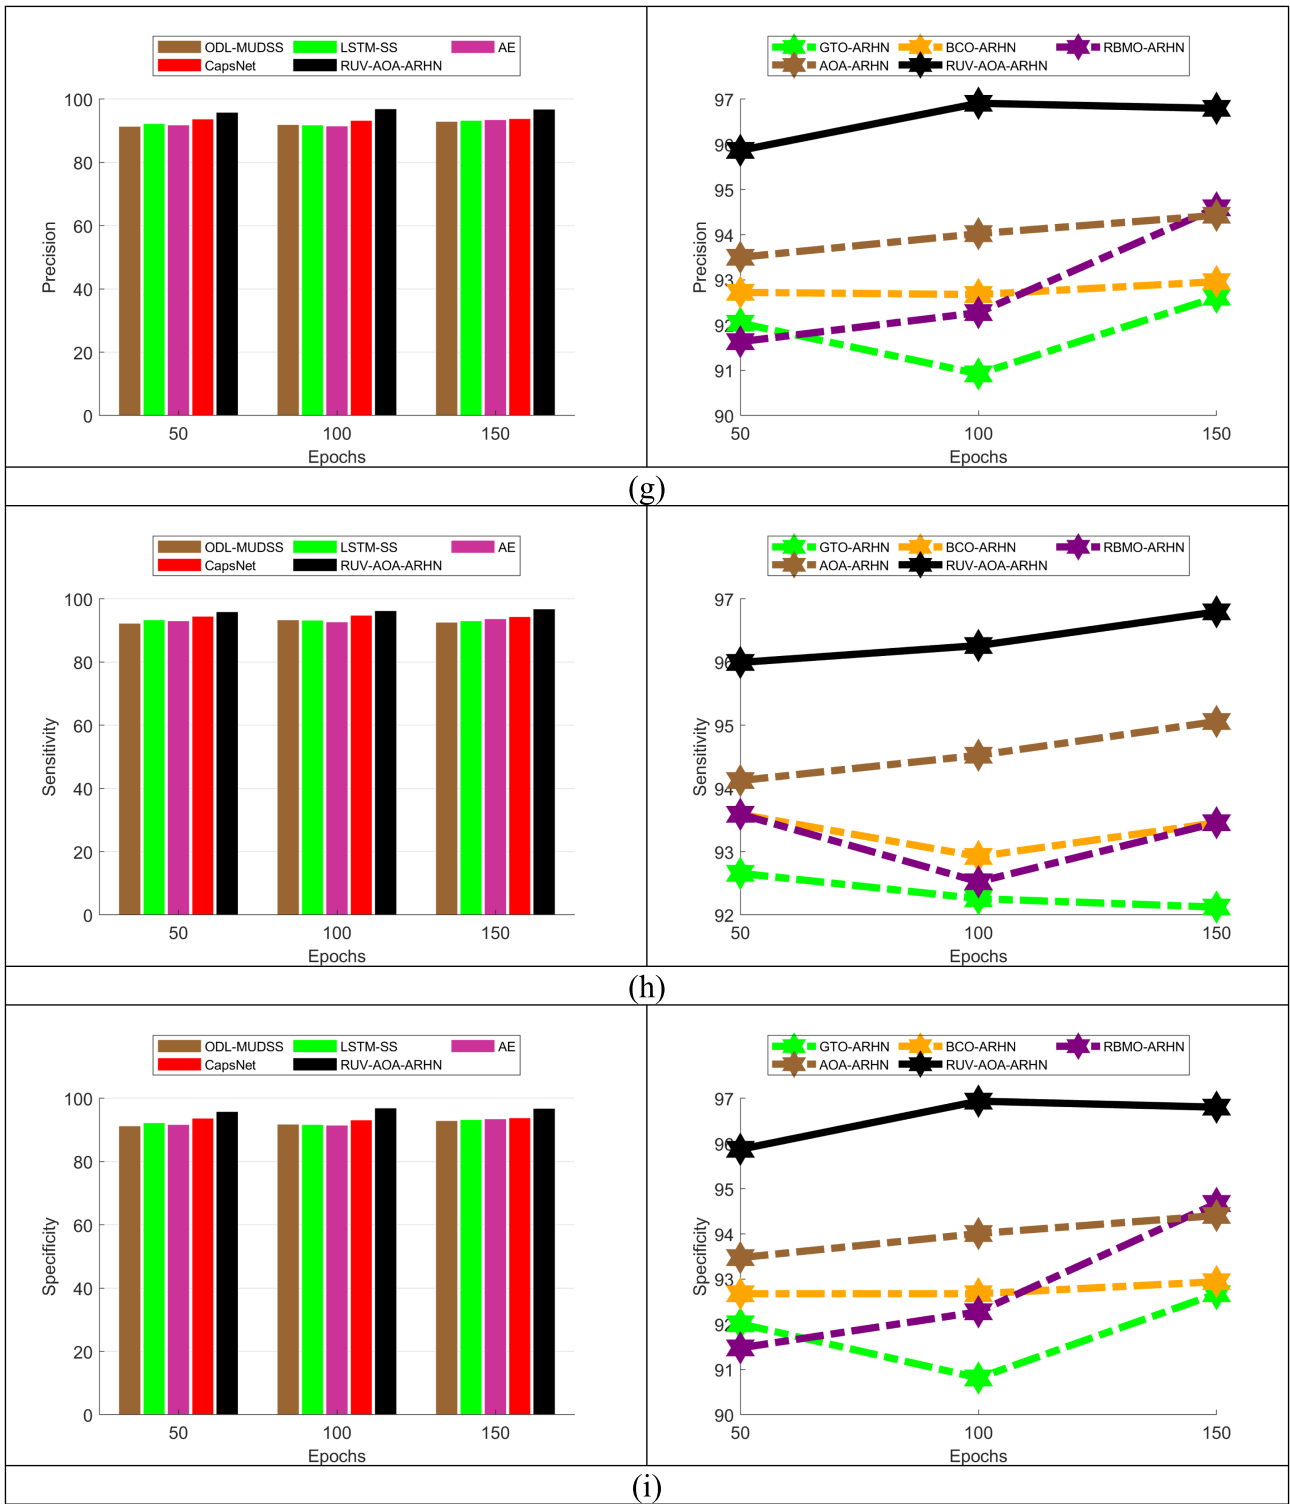 ODL-MUDSS LSTM-SS AE
CapsNet RUV-AOA-ARHN
100
80
60
40
20
0
Precision
50 100 150
Epochs
GTO-ARHN BCO-ARHN RBMO-ARHN
AOA-ARHN RUV-AOA-ARHN
97
96
95
94
93
92
91
90
Precision
50 100 150
Epochs
(g)
ODL-MUDSS LSTM-SS AE
CapsNet RUV-AOA-ARHN
100
80
60
40
20
0
Sensitivity
50 100 150
Epochs
GTO-ARHN BCO-ARHN RBMO-ARHN
AOA-ARHN RUV-AOA-ARHN
97
96
95
94
93
92
Sensitivity
50 100 150
Epochs
(h)
ODL-MUDSS LSTM-SS AE
CapsNet RUV-AOA-ARHN
100
80
60
40
20
0
Specificity
50 100 150
Epochs
GTO-ARHN BCO-ARHN RBMO-ARHN
AOA-ARHN RUV-AOA-ARHN
97
96
95
94
93
92
91
90
Specificity
50 100 150
Epochs
(i)